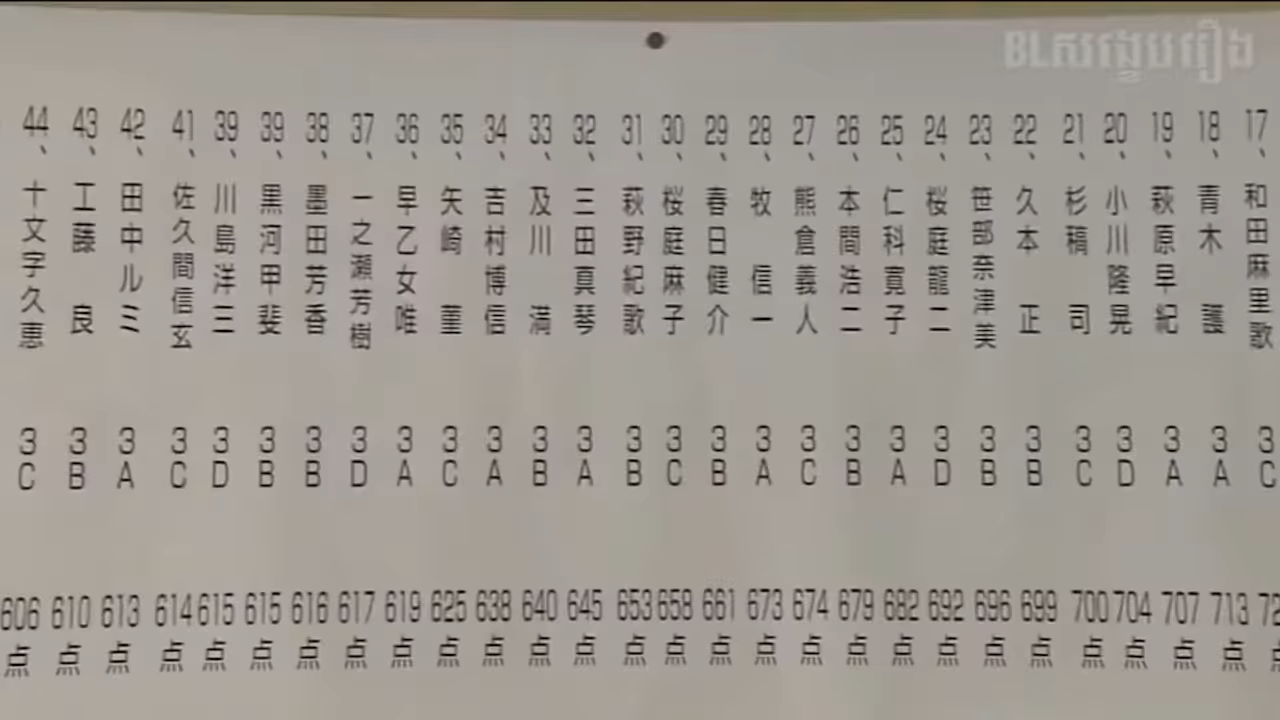 BLសង្ខេបរឿង
17、和田麻里歌 3C
18、青木 護 3A 713点
19、萩原早紀 3A 707点
20、小川隆晃 3D 704点
21、杉稿 司 3C 700点
22、久本 正 3B 699点
23、笹部奈津美 3B 696点
24、桜庭龍二 3D 692点
25、仁科寛子 3A 682点
26、本間浩二 3B 679点
27、熊倉義人 3C 674点
28、牧 信一 3A 673点
29、春日健介 3B 661点
30、桜庭麻子 3C 658点
31、萩野紀歌 3B 653点
32、三田真琴 3A 645点
33、及川 満 3B 640点
34、吉村博信 3A 638点
35、矢崎 菫 3C 625点
36、早乙女唯 3A 619点
37、一之瀬芳樹 3D 617点
38、墨田芳香 3B 616点
39、黒河甲斐 3B 615点
39、川島洋三 3D 615点
41、佐久間信玄 3C 614点
42、田中ルミ 3A 613点
43、工藤 良 3B 610点
44、十文字久恵 3C 606点